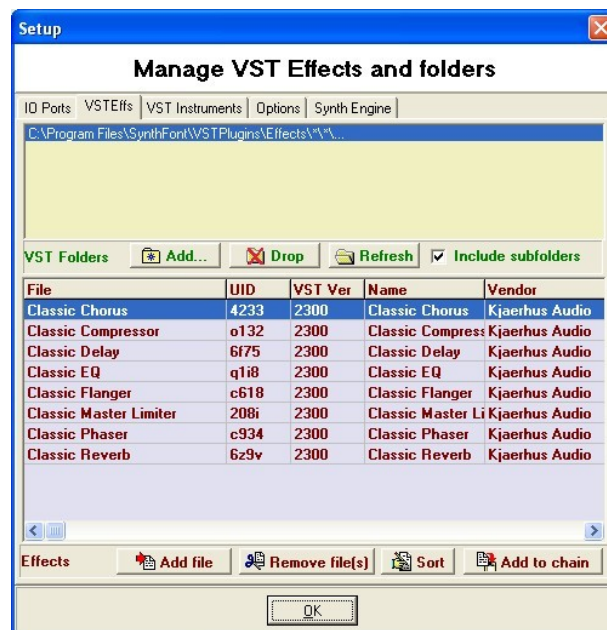 Setup
Manage VST Effects and folders
IO Ports VSTEffs VST Instruments Options Synth Engine
C:\Program Files\SynthFont\VSTPlugins\Effects\*\*\...
VST Folders Add... Drop Refresh Include subfolders
File UID VST Ver Name Vendor
Classic Chorus 4233 2300 Classic Chorus Kjaerhus Audio
Classic Compressor o132 2300 Classic Compress Kjaerhus Audio
Classic Delay 6f75 2300 Classic Delay Kjaerhus Audio
Classic EQ q1i8 2300 Classic EQ Kjaerhus Audio
Classic Flanger c618 2300 Classic Flanger Kjaerhus Audio
Classic Master Limiter 208i 2300 Classic Master Li Kjaerhus Audio
Classic Phaser c934 2300 Classic Phaser Kjaerhus Audio
Classic Reverb 6z9v 2300 Classic Reverb Kjaerhus Audio
Effects Add file Remove file(s) Sort Add to chain
OK